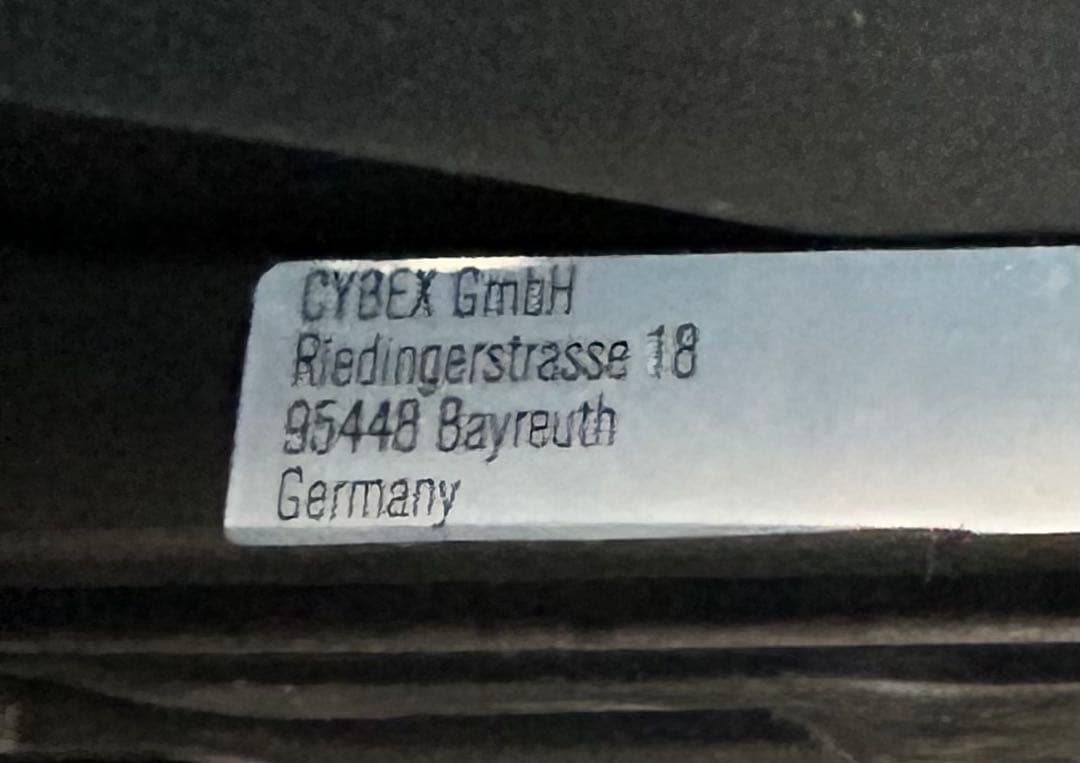 CYBEX GmbH
Riedingerstrasse 18
95448 Bayreuth
Germany